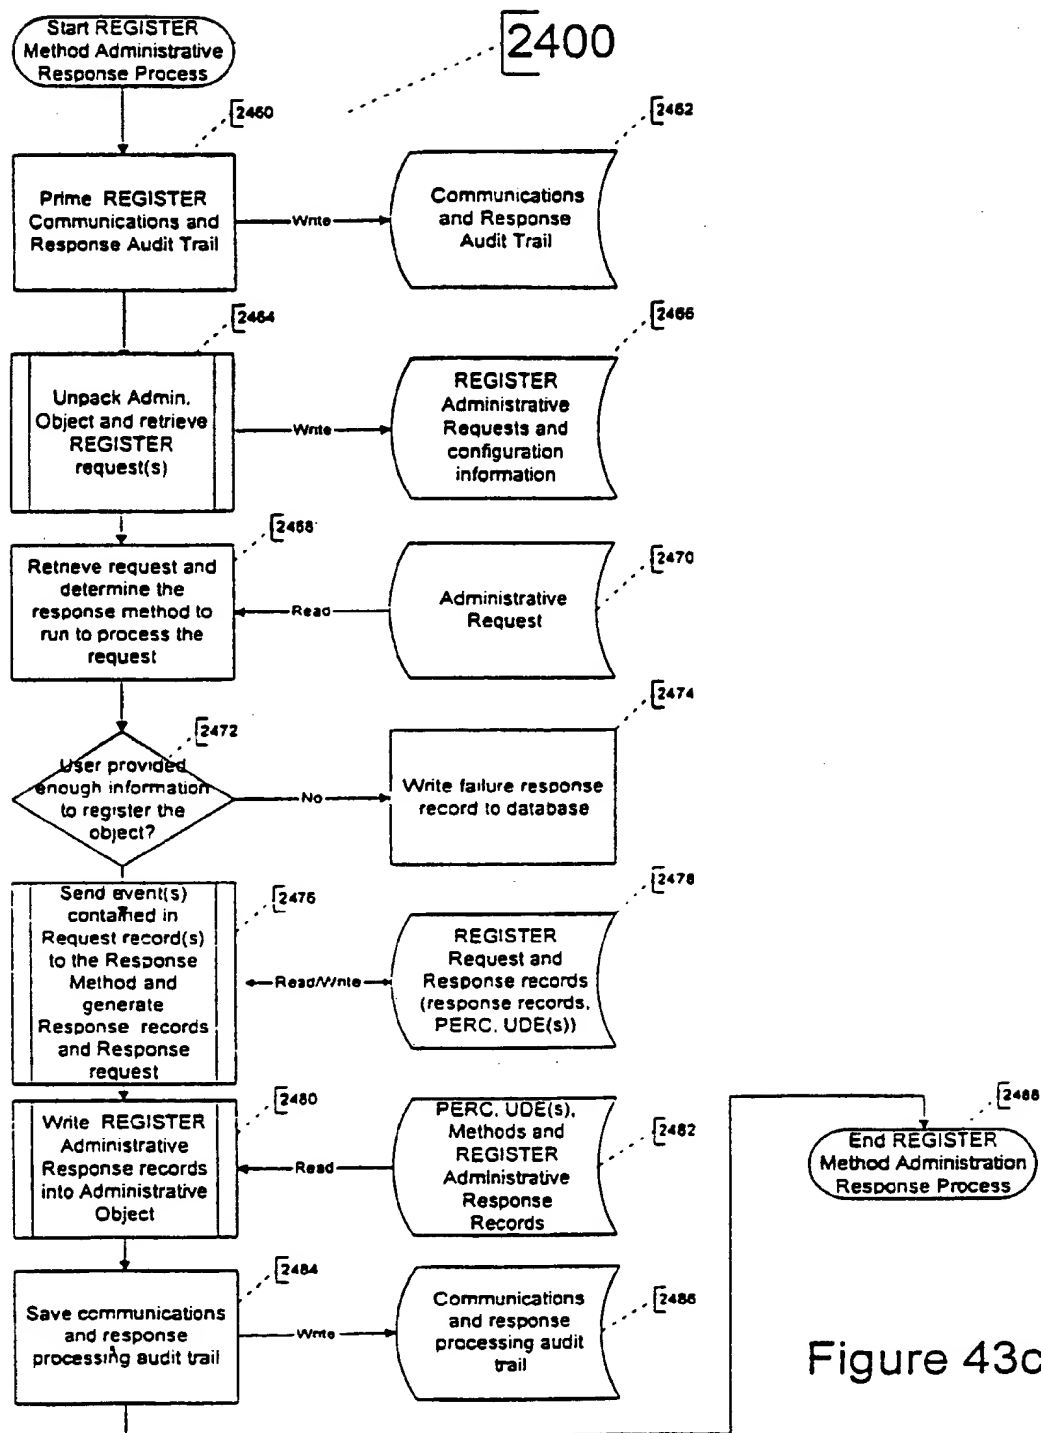 Start REGISTER
Method Administrative
Response Process
2400
2460
2462
Prime REGISTER
Communications and
Response Audit Trail
Write
Communications
and Response
Audit Trail
2464
2466
Unpack Admin.
Object and retrieve
REGISTER
request(s)
Write
REGISTER
Administrative
Requests and
configuration
information
2468
2470
Retrieve request and
determine the
response method to
run to process the
request
Read
Administrative
Request
2472
2474
User provided
enough information
to register the
object?
No
Write failure response
record to database
2476
2478
Send event(s)
contained in
Request record(s)
to the Response
Method and
generate
Response records
and Response
request
Read/Write
REGISTER
Request and
Response records
(response records,
PERC, UDE(s))
2480
2482
2488
Write REGISTER
Administrative
Response records
into Administrative
Object
Read
PERC, UDE(s),
Methods and
REGISTER
Administrative
Response
Records
End REGISTER
Method Administration
Response Process
2484
2486
Save communications
and response
processing audit trail
Write
Communications
and response
processing audit
trail
Figure 43c